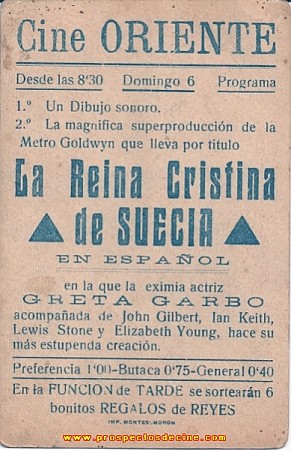 Cine ORIENTE
Desde las 8'30 Domingo 6 Programa
1.º Un Dibujo sonoro.
2.º La magnífica superproducción de la
Metro Goldwyn que lleva por título
La Reina Cristina
de SUECIA
EN ESPAÑOL
en la que la eximia actriz
GRETA GARBO
acompañada de John Gilbert, Ian Keith,
Lewis Stone y Elizabeth Young, hace su
más estupenda creación.
Preferencia 1'00-Butaca 0'75-General 0'40
En la FUNCION de TARDE se sortearán 6
bonitos REGALOS de REYES
IMP. MONTES.-MORON
www.prospectosdecine.com